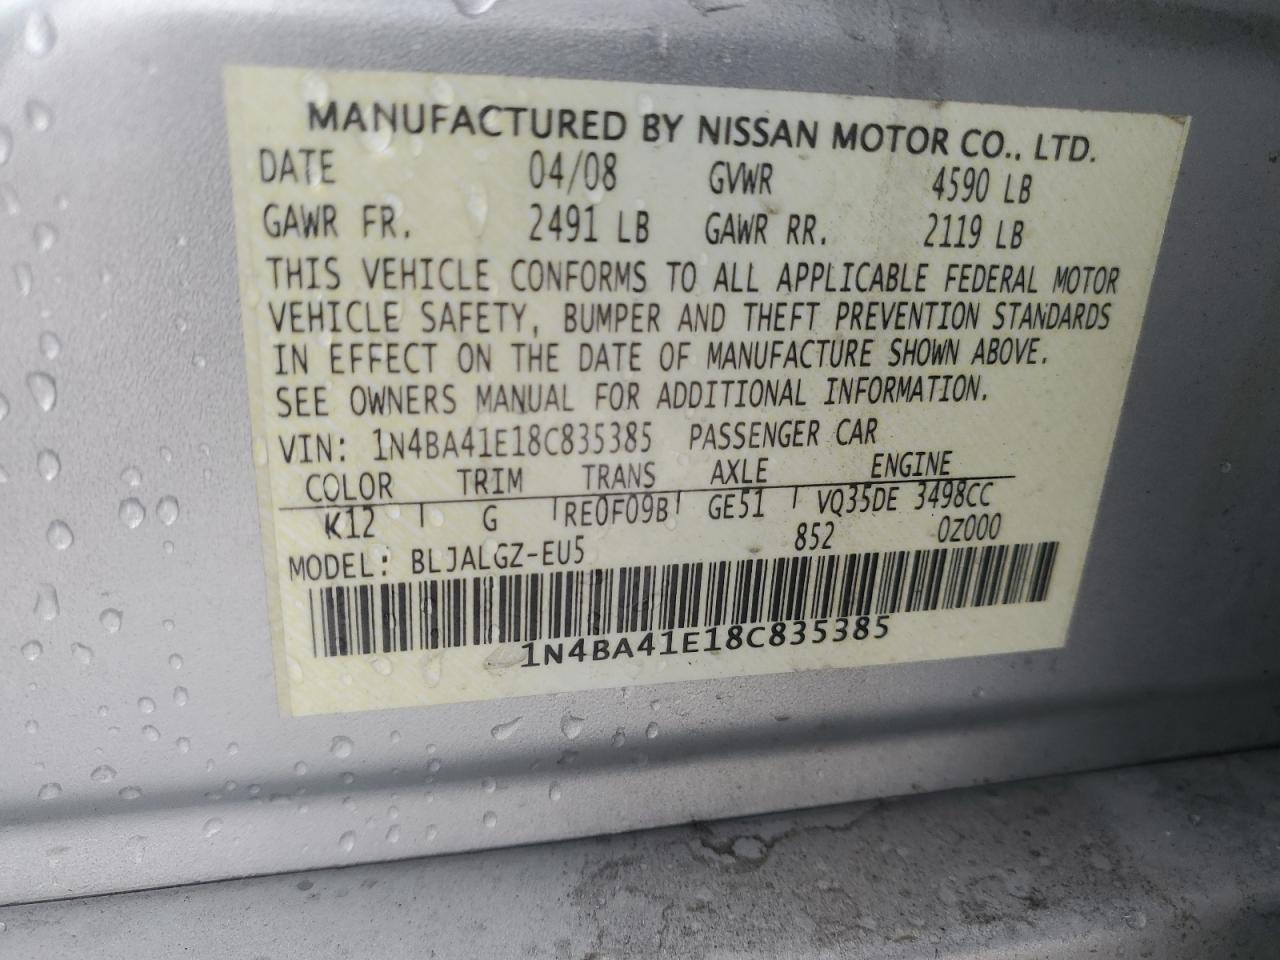 MANUFACTURED BY NISSAN MOTOR CO., LTD.
DATE 04/08 GVWR 4590 LB
GAWR FR. 2491 LB GAWR RR. 2119 LB
THIS VEHICLE CONFORMS TO ALL APPLICABLE FEDERAL MOTOR
VEHICLE SAFETY, BUMPER AND THEFT PREVENTION STANDARDS
IN EFFECT ON THE DATE OF MANUFACTURE SHOWN ABOVE.
SEE OWNERS MANUAL FOR ADDITIONAL INFORMATION.
VIN: 1N4BA41E18C835385 PASSENGER CAR
COLOR TRIM TRANS AXLE ENGINE
K12 G RE0F09B GE51 VQ35DE 3498CC
852 0Z000
MODEL: BLJALGZ-EU5
1N4BA41E18C835385